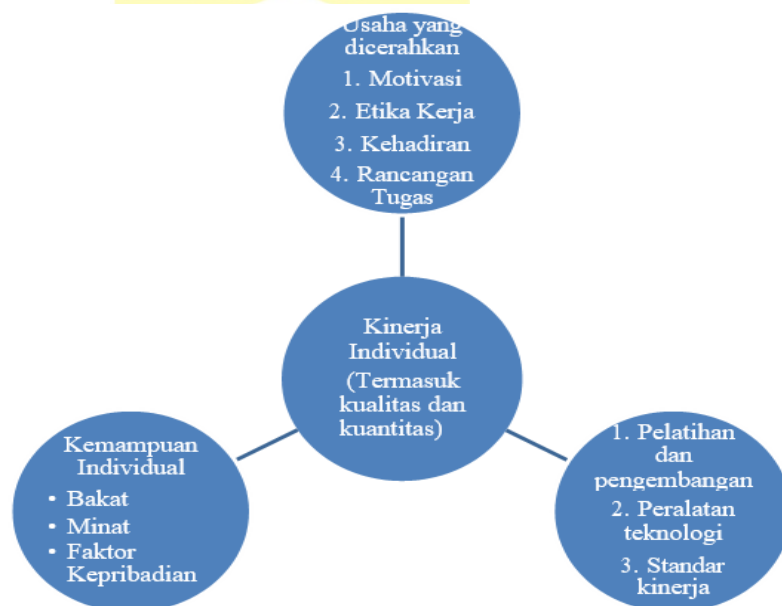 Usaha yang
dicerahkan
1. Motivasi
2. Etika Kerja
3. Kehadiran
4. Rancangan
Tugas
Kinerja
Individual
(Termasuk
kualitas dan
kuantitas)
Kemampuan
Individual
• Bakat
• Minat
• Faktor
Kepribadian
1. Pelatihan
dan
pengembangan
2. Peralatan
teknologi
3. Standar
kinerja